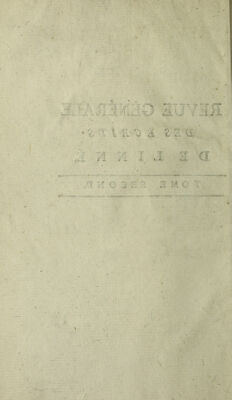 REVUE GÉNÉRALE
DES ÉCRITS
DE LINNÉ.
TOME SECOND.